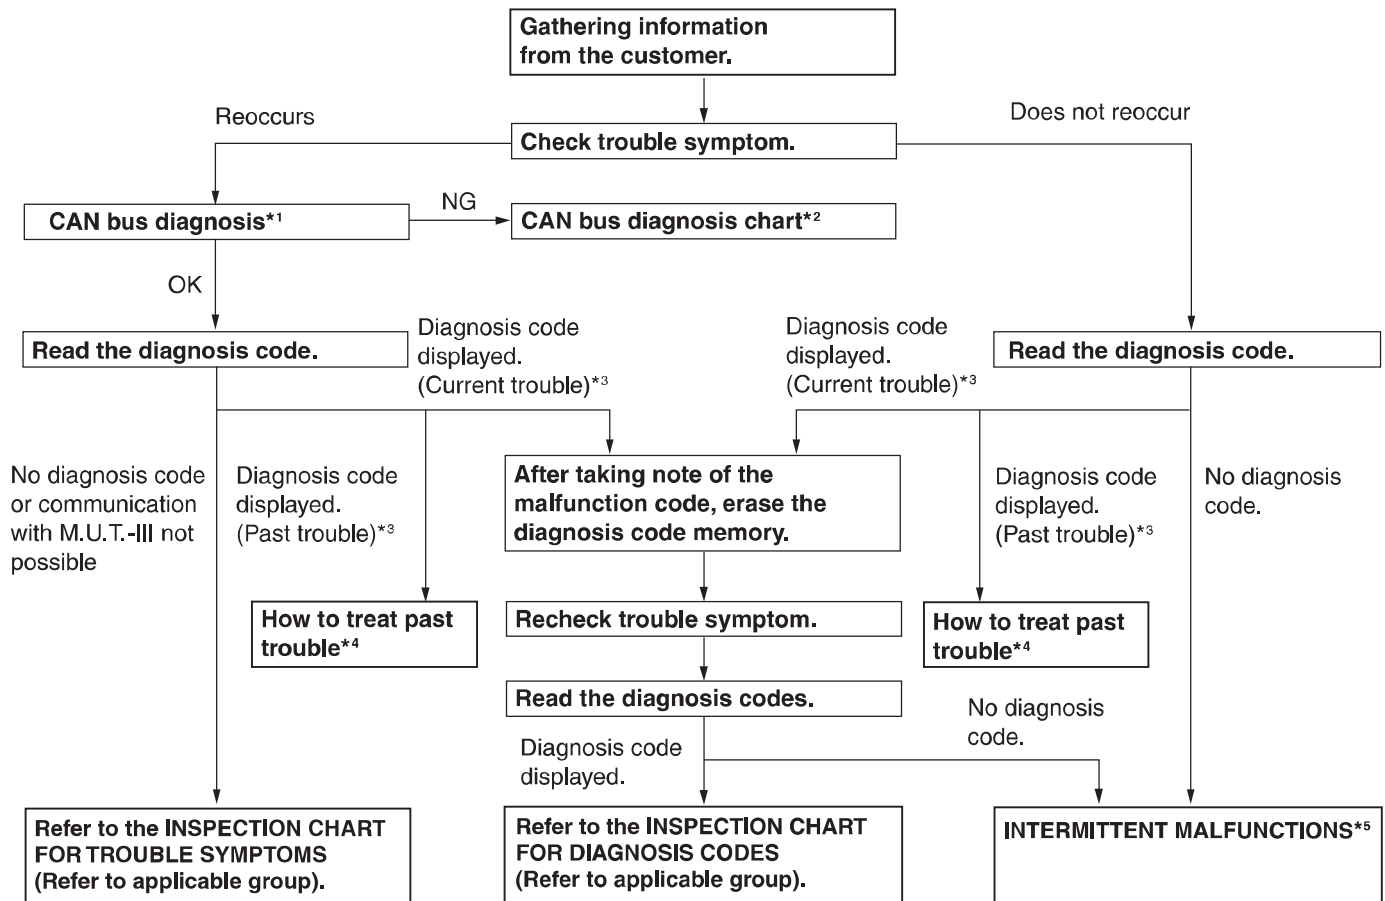 Gathering information
from the customer.
Reoccurs
Does not reoccur
Check trouble symptom.
CAN bus diagnosis*1
NG
CAN bus diagnosis chart*2
OK
Read the diagnosis code.
Diagnosis code
displayed.
(Current trouble)*3
Diagnosis code
displayed.
(Current trouble)*3
Read the diagnosis code.
No diagnosis code
or communication
with M.U.T.-III not
possible
Diagnosis code
displayed.
(Past trouble)*3
After taking note of the
malfunction code, erase the
diagnosis code memory.
Diagnosis code
displayed.
(Past trouble)*3
No diagnosis
code.
How to treat past
trouble*4
Recheck trouble symptom.
How to treat past
trouble*4
Read the diagnosis codes.
No diagnosis
code.
Diagnosis code
displayed.
Refer to the INSPECTION CHART
FOR TROUBLE SYMPTOMS
(Refer to applicable group).
Refer to the INSPECTION CHART
FOR DIAGNOSIS CODES
(Refer to applicable group).
INTERMITTENT MALFUNCTIONS*5